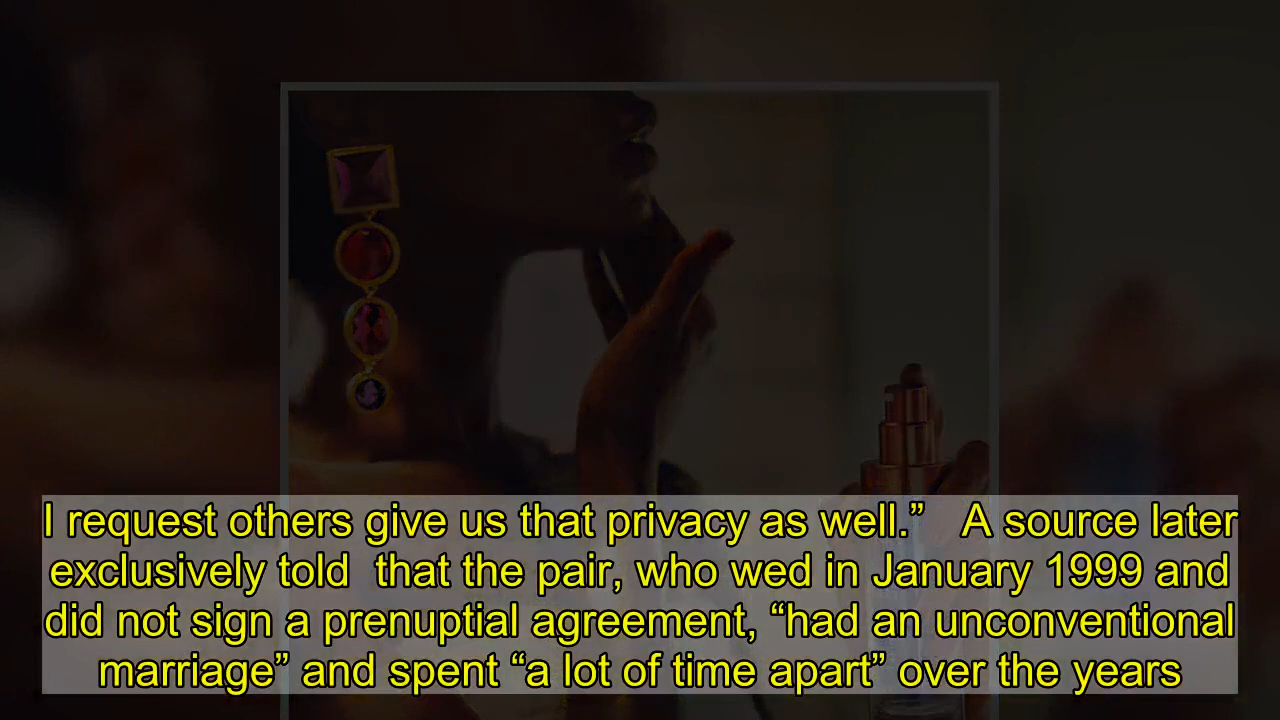 I request others give us that privacy as well.”   A source later
exclusively told  that the pair, who wed in January 1999 and
did not sign a prenuptial agreement, “had an unconventional
marriage” and spent “a lot of time apart” over the years